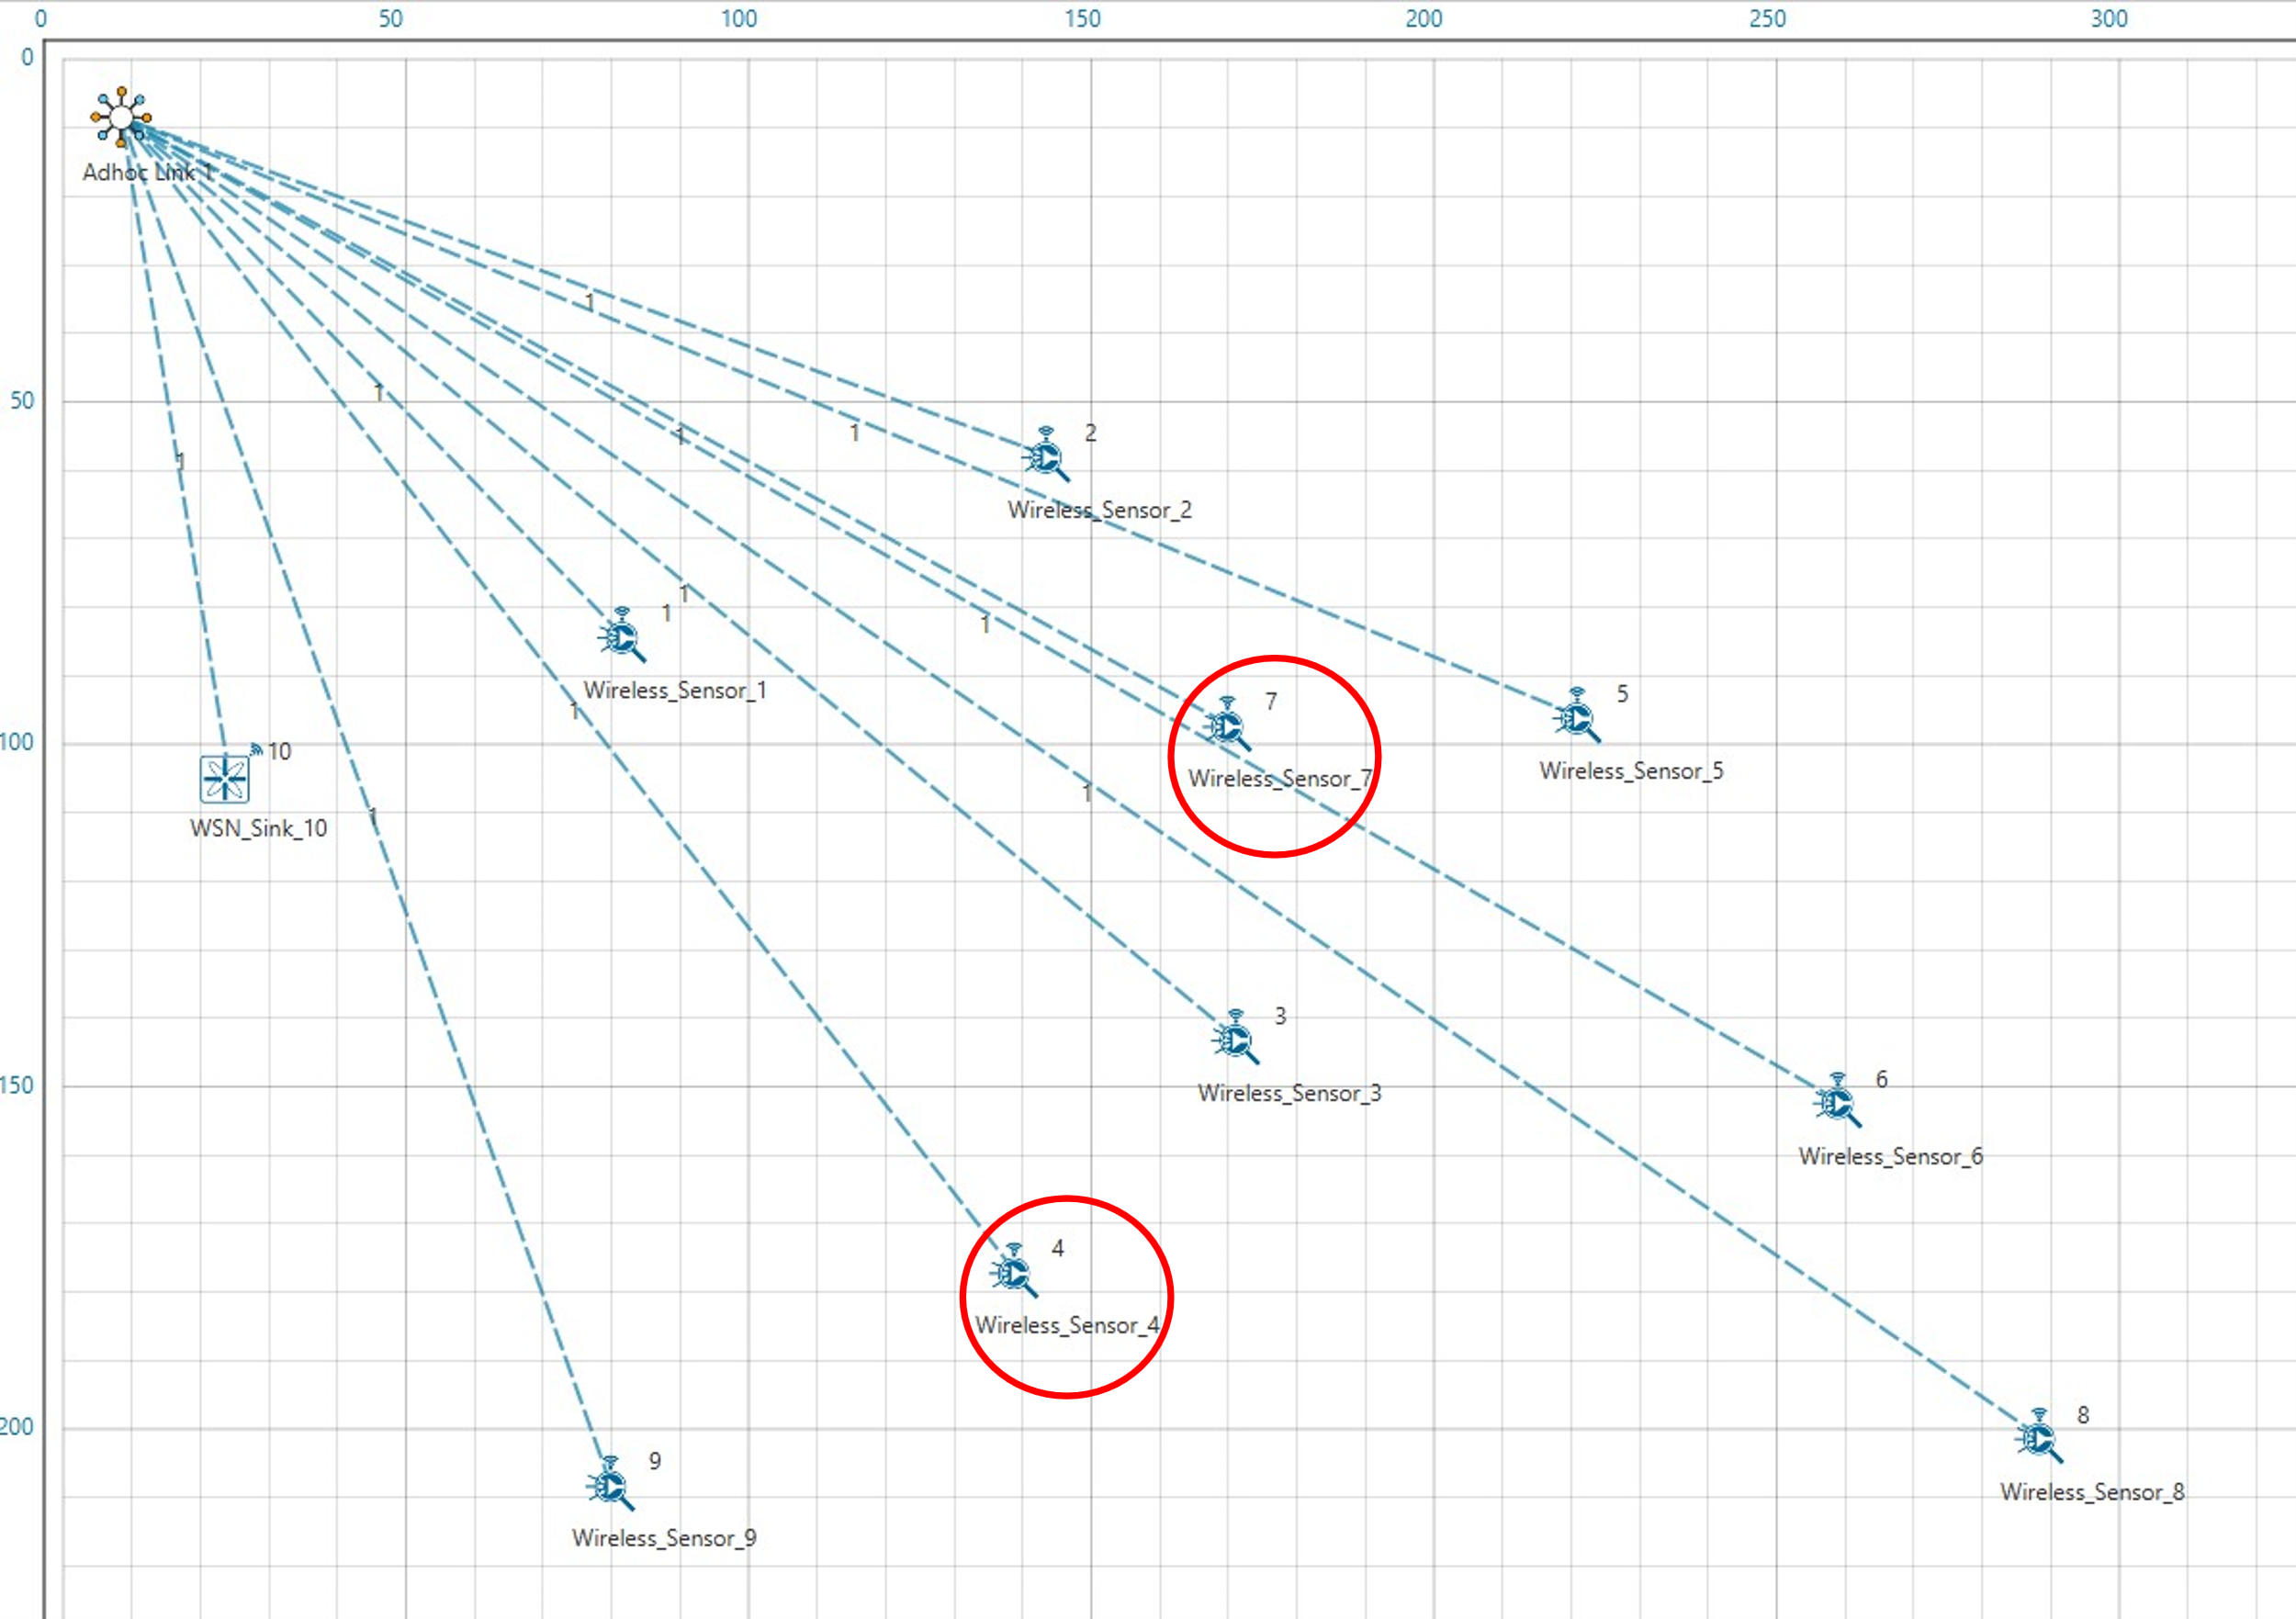 0 50 100 150 200 250 300
0
Adhoc Link 1
1
1
50
1
1
2
1
Wireless_Sensor_2
1
1
1
1
Wireless_Sensor_1
7
5
1
100
10
Wireless_Sensor_5
Wireless_Sensor_7
1
1
WSN_Sink_10
3
6
150
Wireless_Sensor_3
Wireless_Sensor_6
4
Wireless_Sensor_4
8
200
9
Wireless_Sensor_8
Wireless_Sensor_9